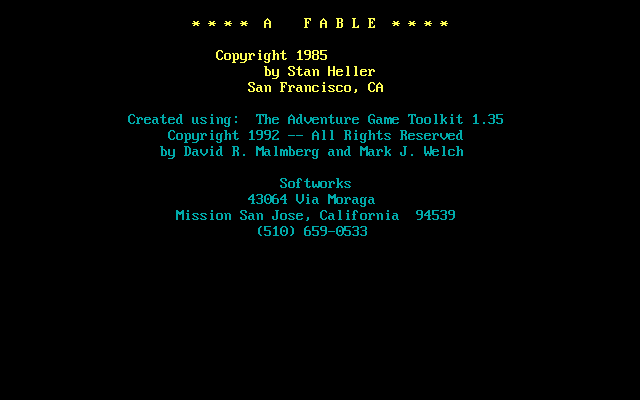 * * * * A F A B L E * * * *
Copyright 1985
by Stan Heller
San Francisco, CA
Created using: The Adventure Game Toolkit 1.35
Copyright 1992 -- All Rights Reserved
by David R. Malmberg and Mark J. Welch
Softworks
43064 Via Moraga
Mission San Jose, California 94539
(510) 659-0533